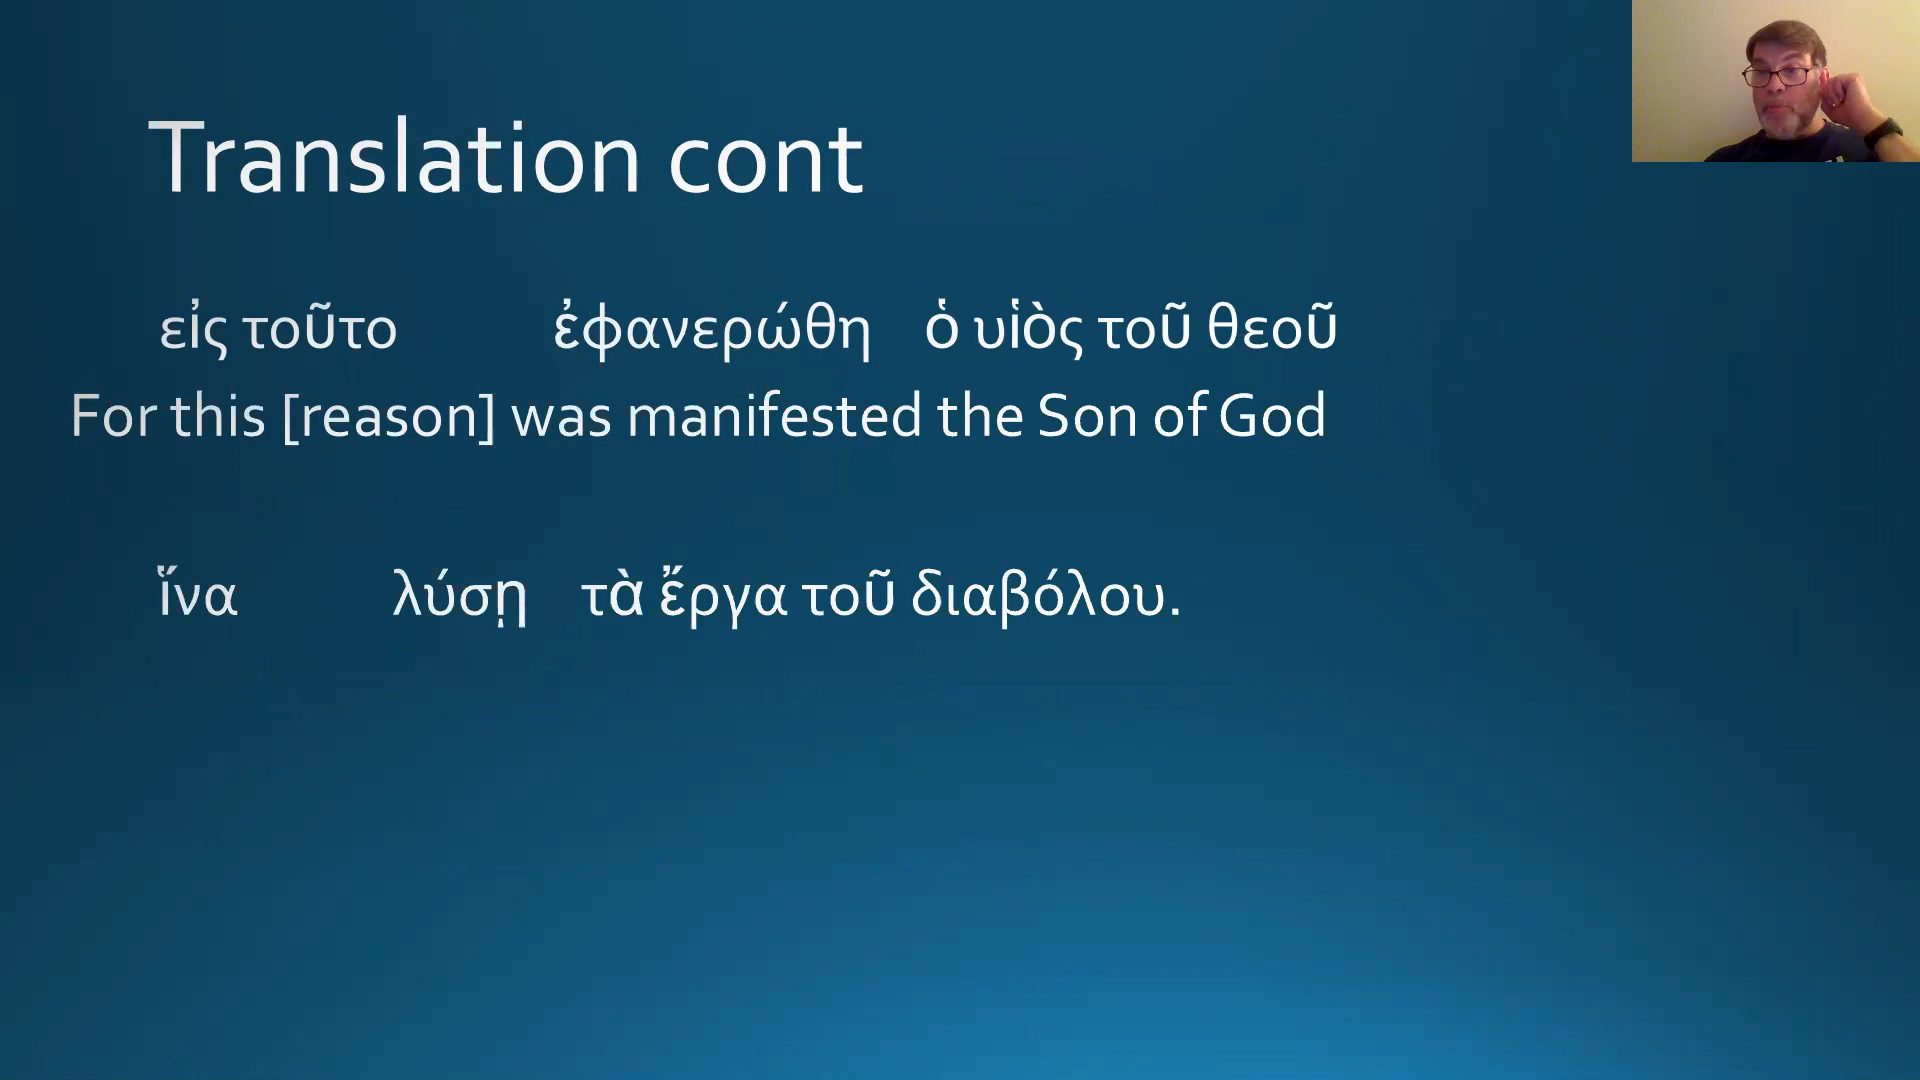 Translation cont
εἰς τοῦτο ἐφανερώθη ὁ υἱὸς τοῦ θεοῦ
For this [reason] was manifested the Son of God
ἵνα λύσῃ τὰ ἔργα τοῦ διαβόλου.